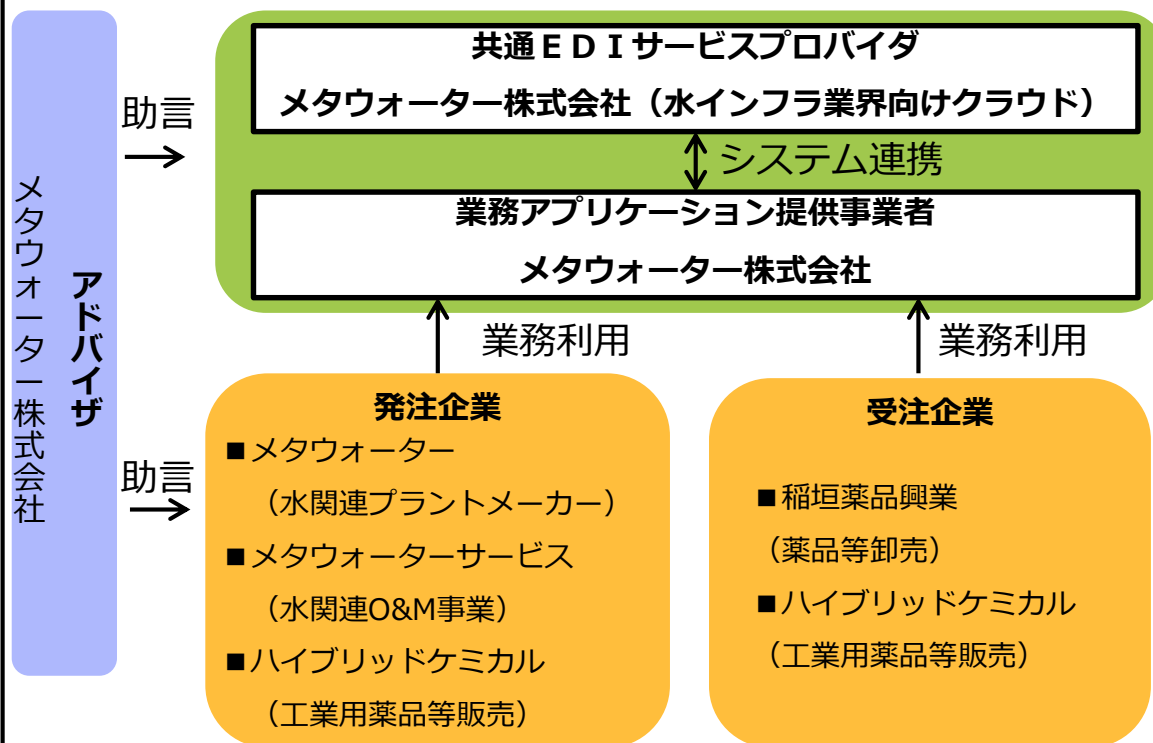 アドバイザ
メタウォーター株式会社
助言
助言
共通ＥＤＩサービスプロバイダ
メタウォーター株式会社（水インフラ業界向けクラウド）
システム連携
業務アプリケーション提供事業者
メタウォーター株式会社
業務利用
業務利用
発注企業
■メタウォーター
（水関連プラントメーカー）
■メタウォーターサービス
（水関連O&M事業）
■ハイブリッドケミカル
（工業用薬品等販売）
受注企業
■稲垣薬品興業
（薬品等卸売）
■ハイブリッドケミカル
（工業用薬品等販売）